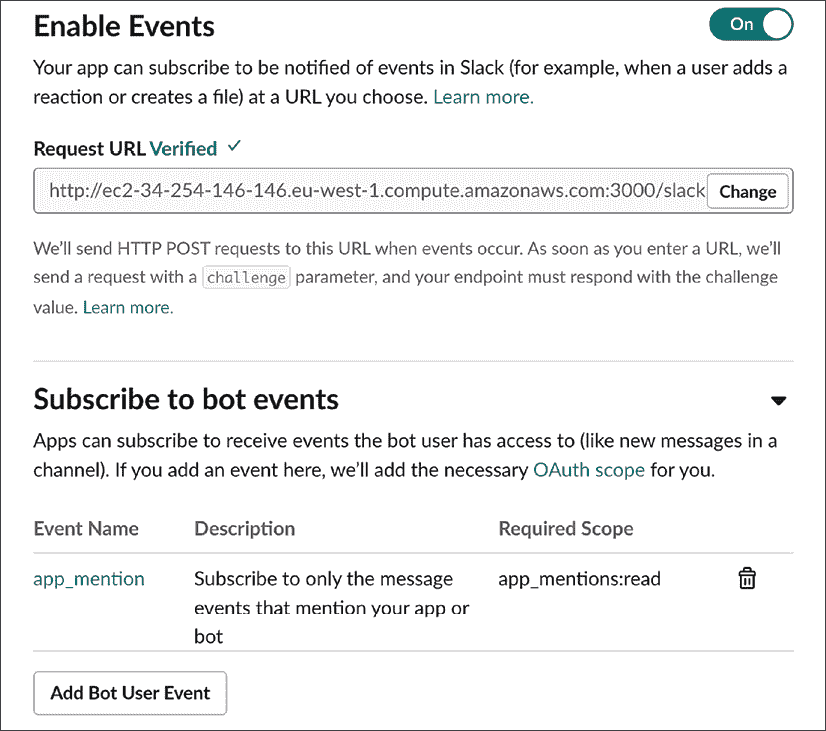 Enable Events
On
Your app can subscribe to be notified of events in Slack (for example, when a user adds a
reaction or creates a file) at a URL you choose. Learn more.
Request URL Verified ✓
http://ec2-34-254-146-146.eu-west-1.compute.amazonaws.com:3000/slack
Change
We'll send HTTP POST requests to this URL when events occur. As soon as you enter a URL, we'll
send a request with a challenge parameter, and your endpoint must respond with the challenge
value. Learn more.
Subscribe to bot events
Apps can subscribe to receive events the bot user has access to (like new messages in a
channel). If you add an event here, we'll add the necessary OAuth scope for you.
Event Name Description Required Scope
app_mention Subscribe to only the message app_mentions:read
events that mention your app or
bot
Add Bot User Event